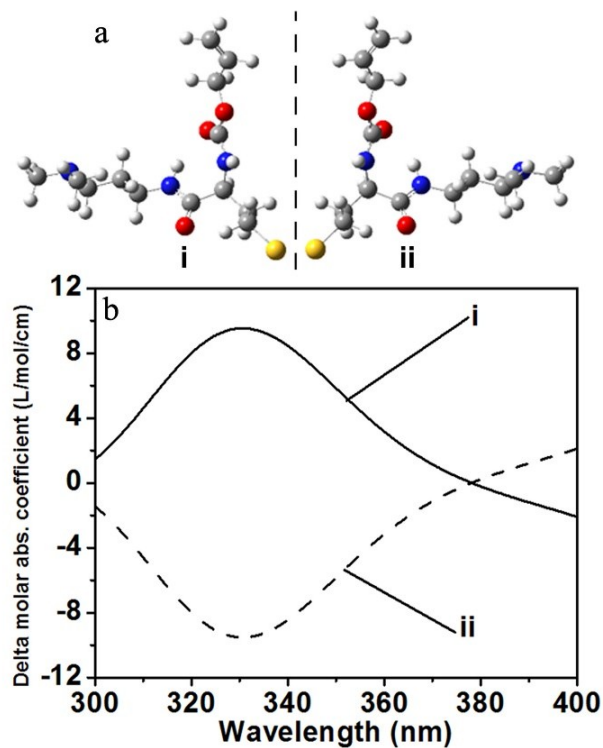 a
i
ii
b
12
8
4
0
-4
-8
-12
Delta molar abs. coefficient (L/mol/cm)
i
ii
300
320
340
360
380
400
Wavelength (nm)